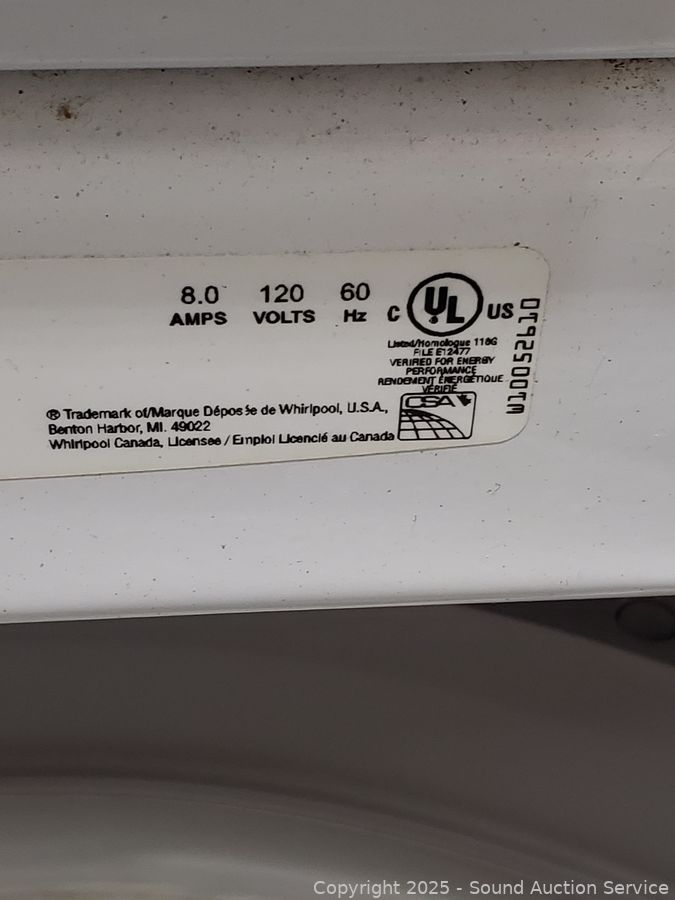 8.0 120 60
AMPS VOLTS Hz
C UL US
Listed/Homologue 118G
FILE E12477
VERIFIED FOR ENERGY
PERFORMANCE
RENDEMENT ÉNERGÉTIQUE
VÉRIFIÉ
CSA
W10052610
® Trademark of/Marque Déposée de Whirlpool, U.S.A.,
Benton Harbor, MI. 49022
Whirlpool Canada, Licensee / Emploi Licencié au Canada
Copyright 2025 - Sound Auction Service